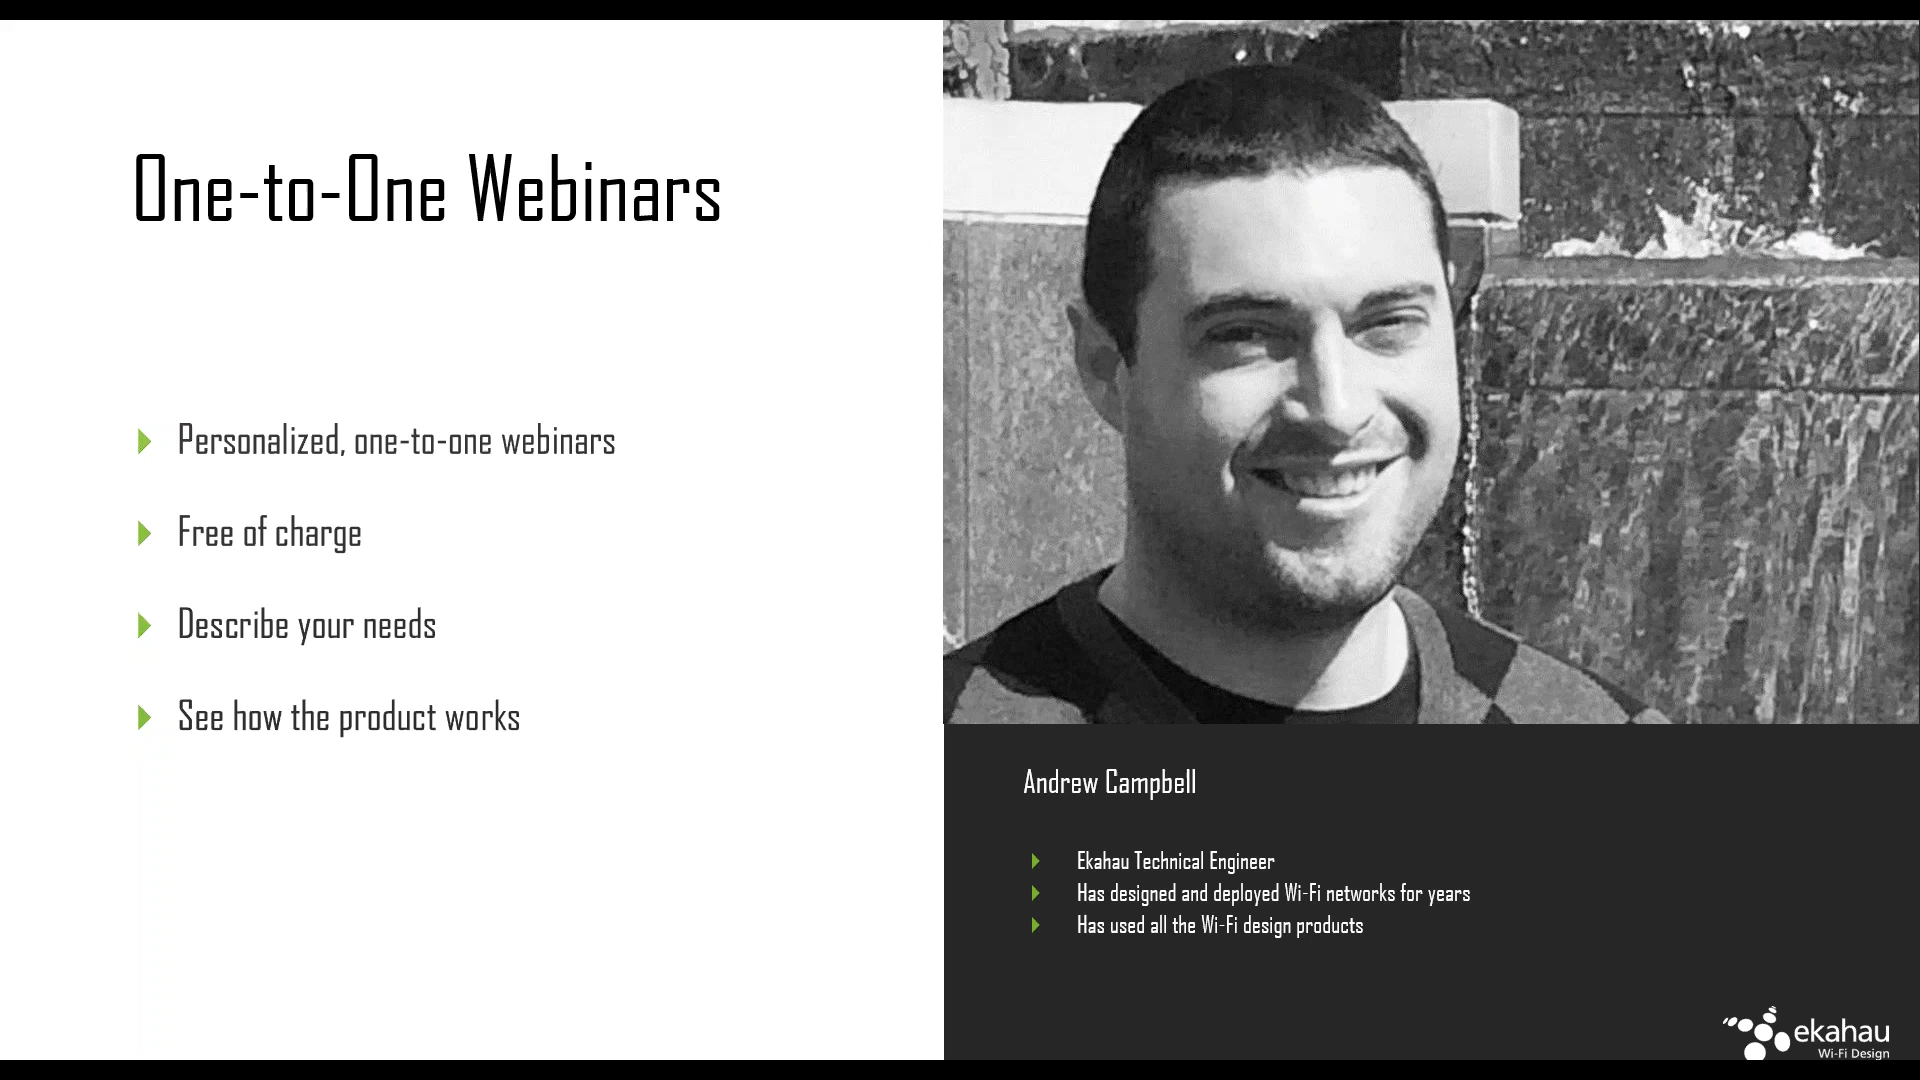 One-to-One Webinars
Personalized, one-to-one webinars
Free of charge
Describe your needs
See how the product works
Andrew Campbell
Ekahau Technical Engineer
Has designed and deployed Wi-Fi networks for years
Has used all the Wi-Fi design products
ekahau
Wi-Fi Design